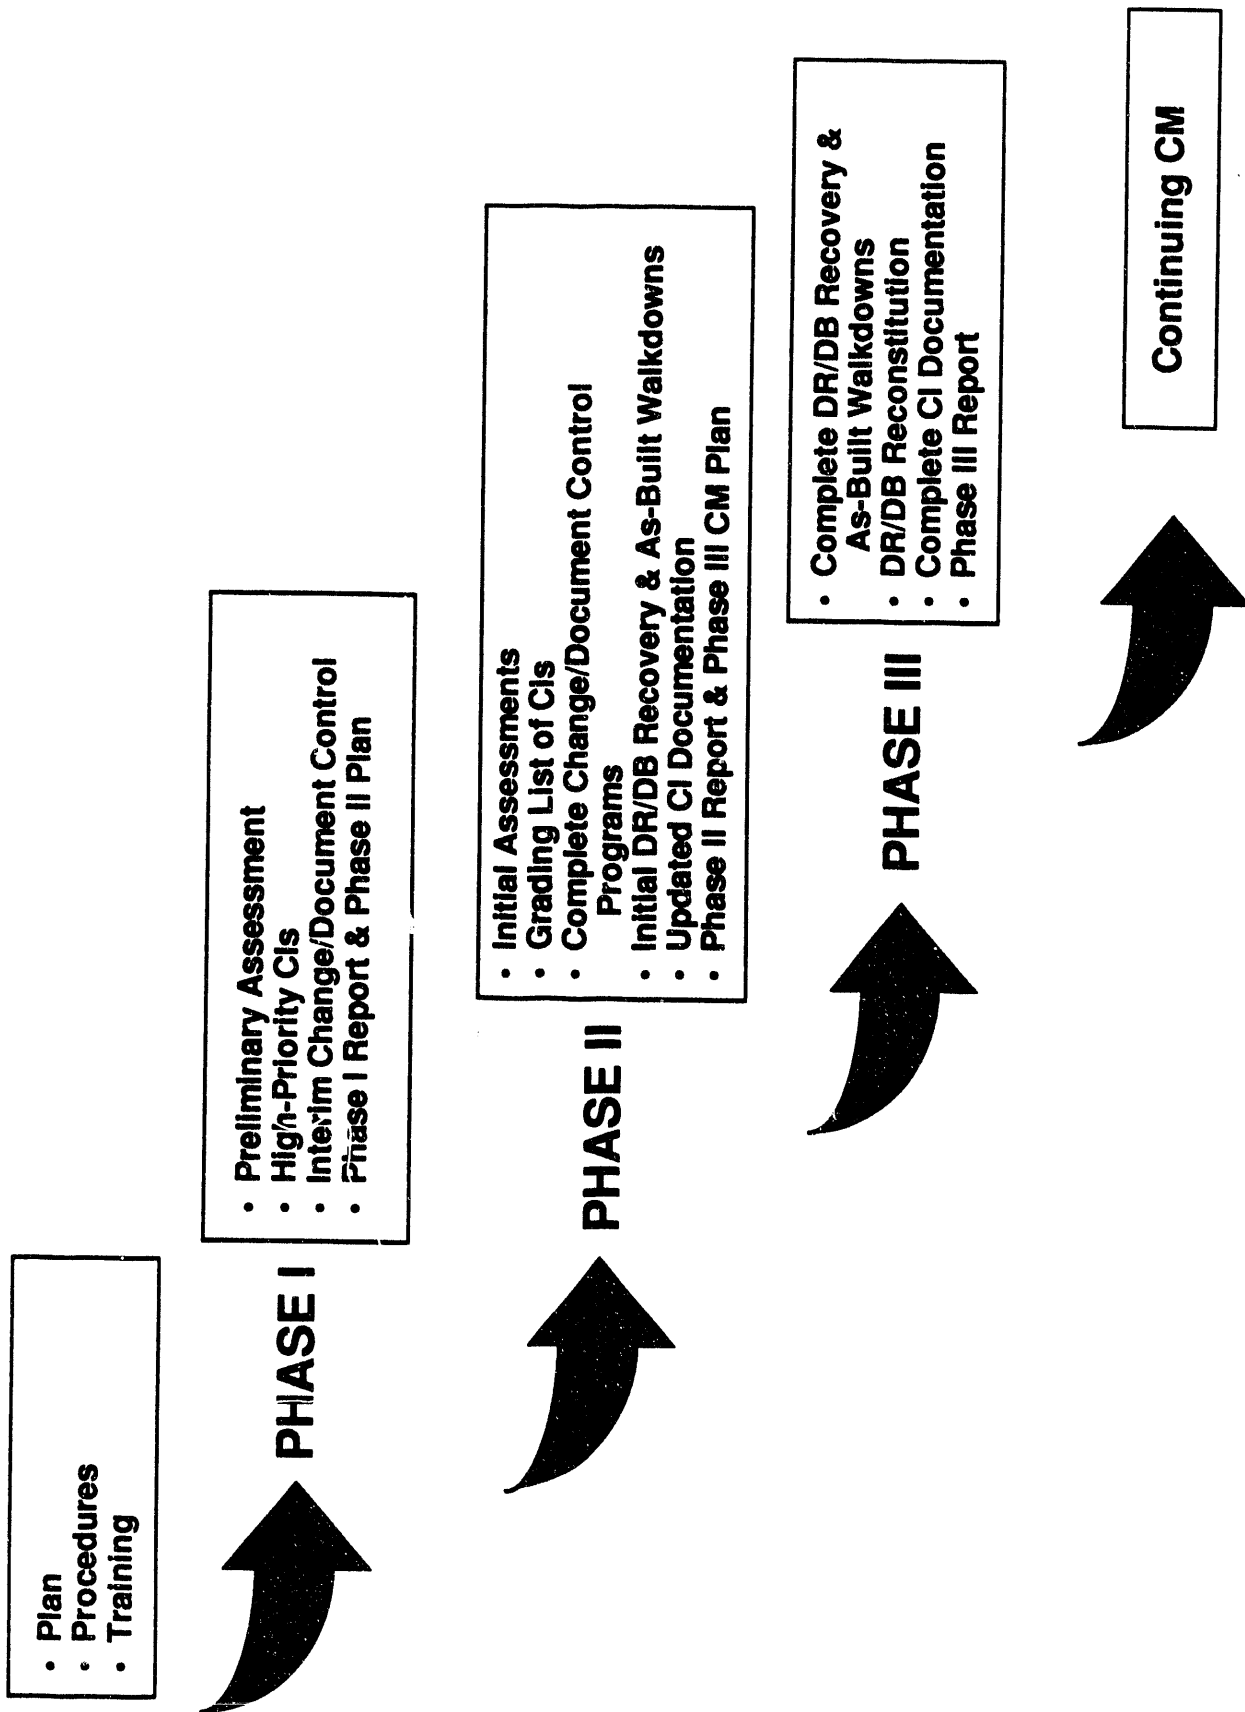 • Plan
• Procedures
• Training
PHASE I
• Preliminary Assessment
• High-Priority CIs
• Interim Change/Document Control
• Phase I Report & Phase II Plan
PHASE II
• Initial Assessments
• Grading List of CIs
• Complete Change/Document Control
Programs
• Initial DR/DB Recovery & As-Built Walkdowns
• Updated CI Documentation
• Phase II Report & Phase III CM Plan
PHASE III
• Complete DR/DB Recovery &
As-Built Walkdowns
• DR/DB Reconstitution
• Complete CI Documentation
• Phase III Report
Continuing CM